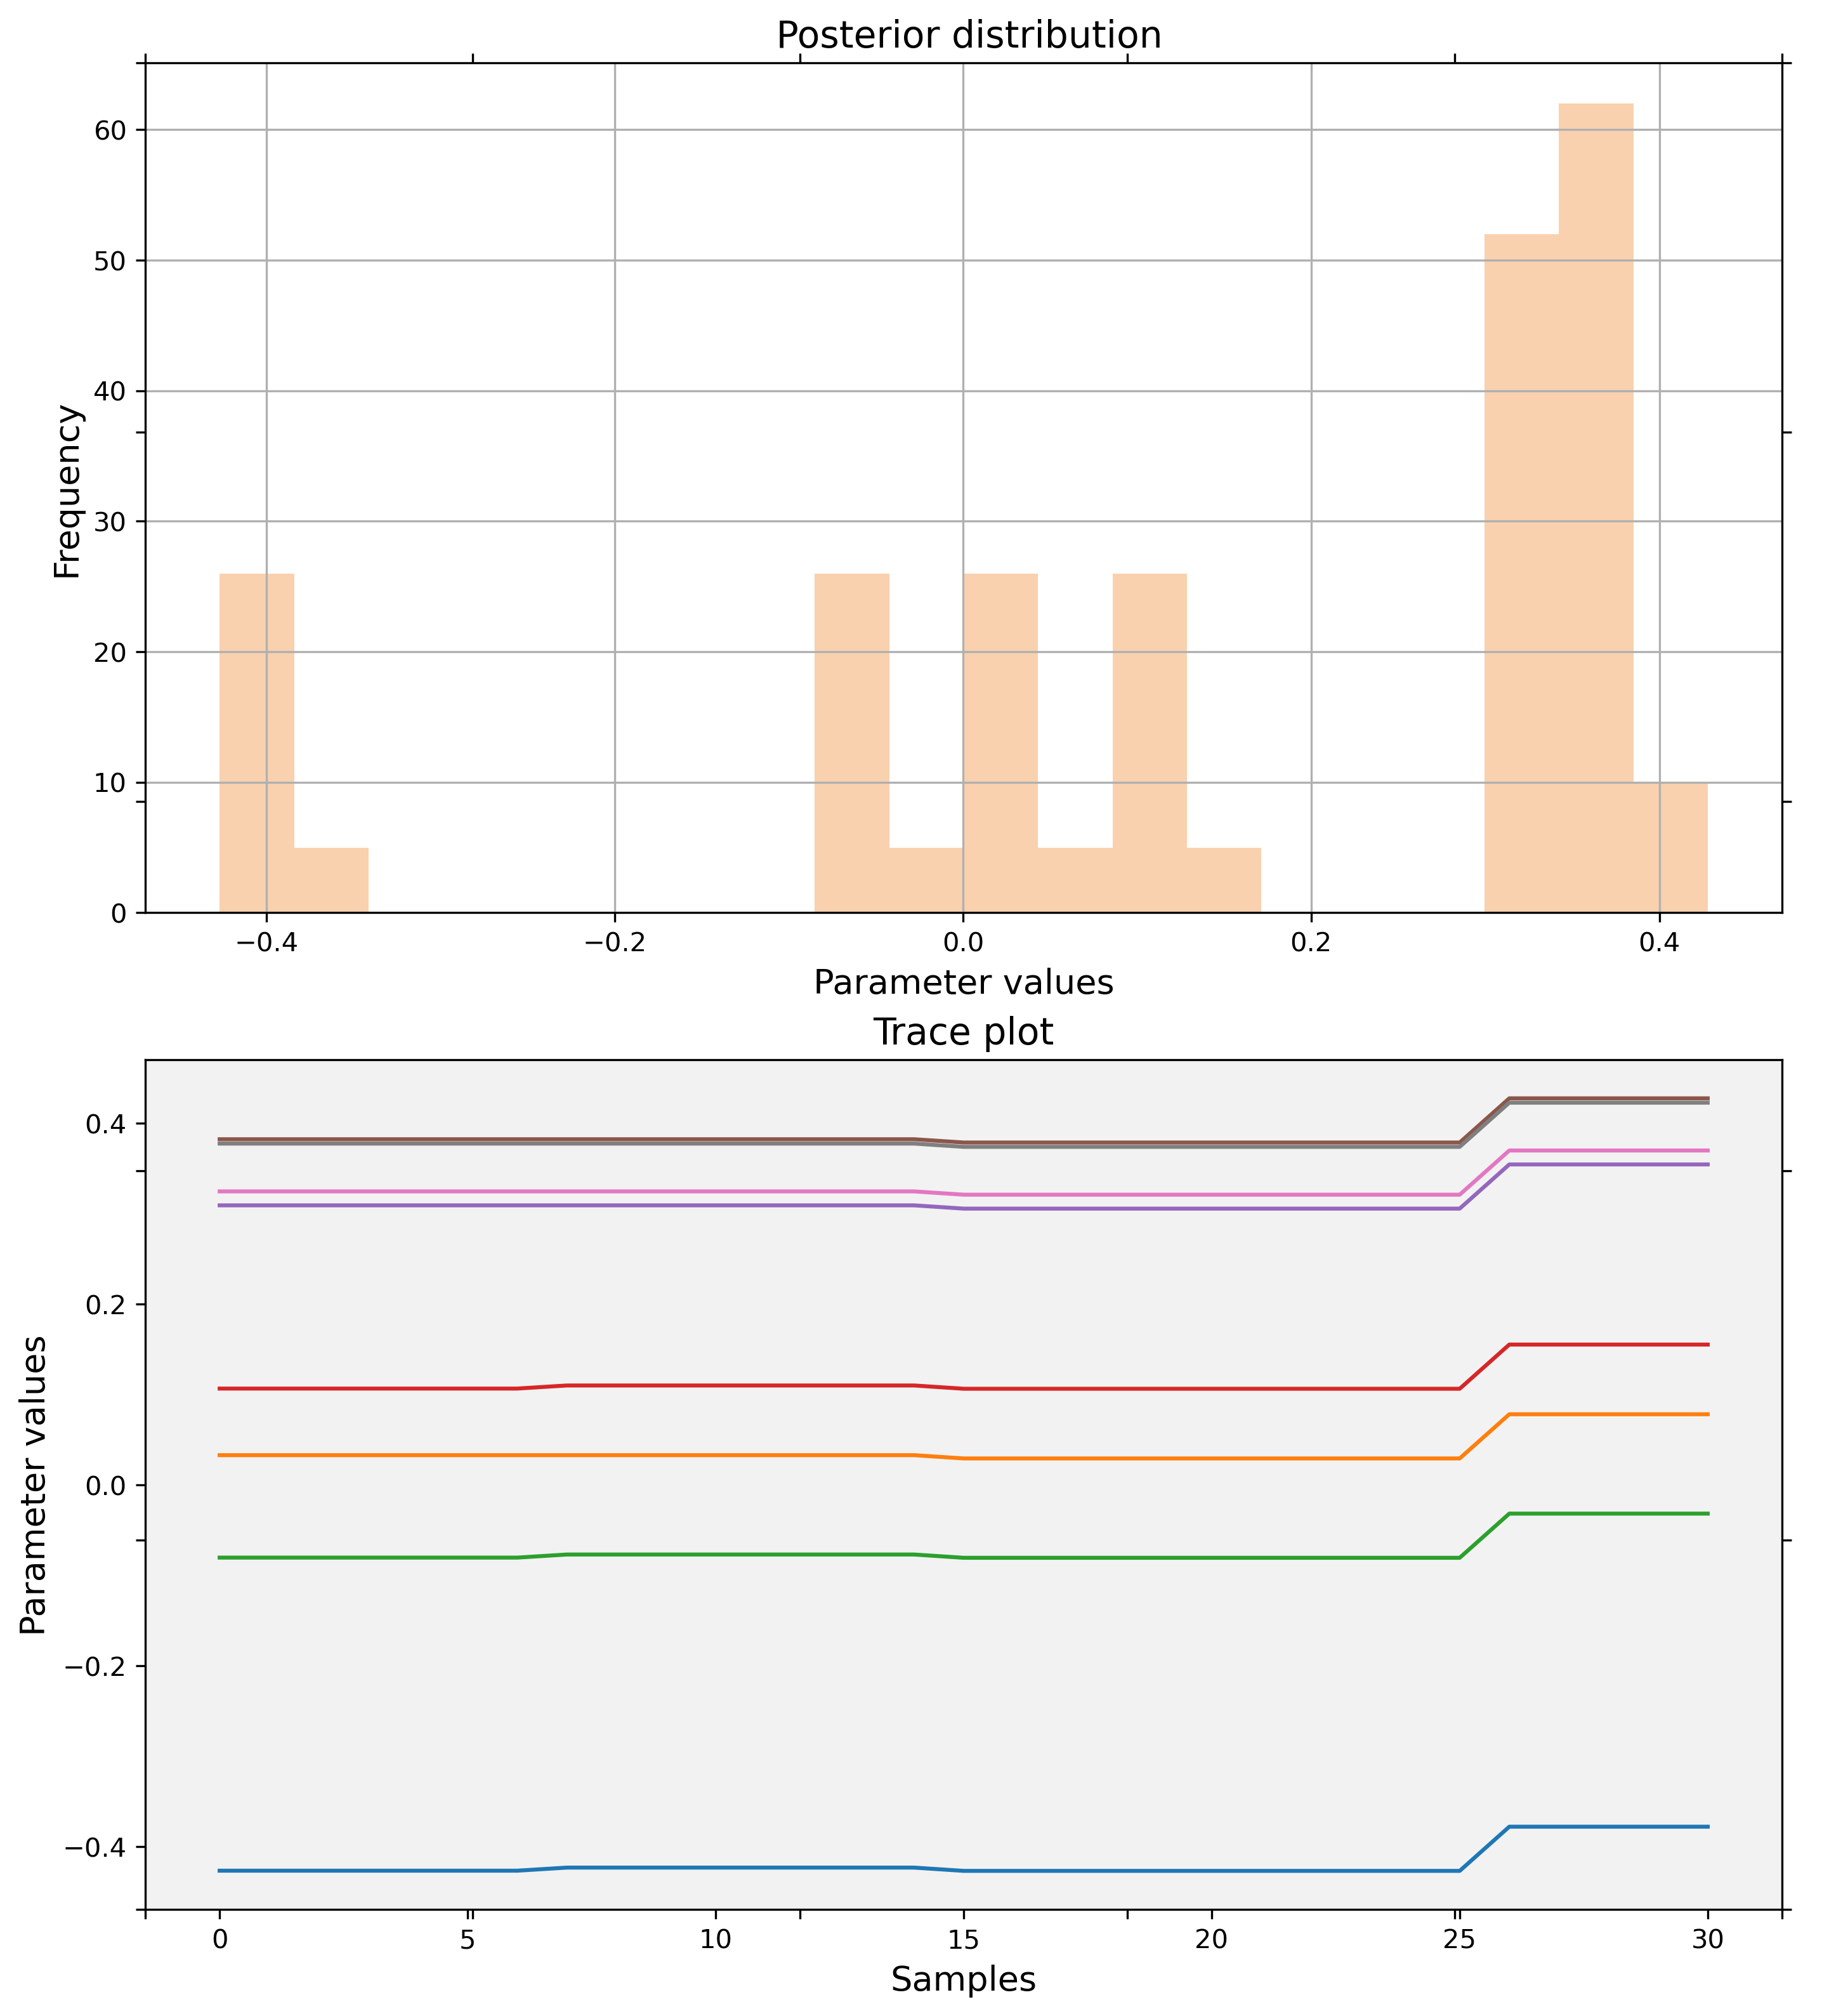 Posterior distribution
60
50
40
30
20
10
0
Frequency
−0.4 −0.2 0.0 0.2 0.4
Parameter values
Trace plot
0.4
0.2
0.0
−0.2
−0.4
Parameter values
0 5 10 15 20 25 30
Samples